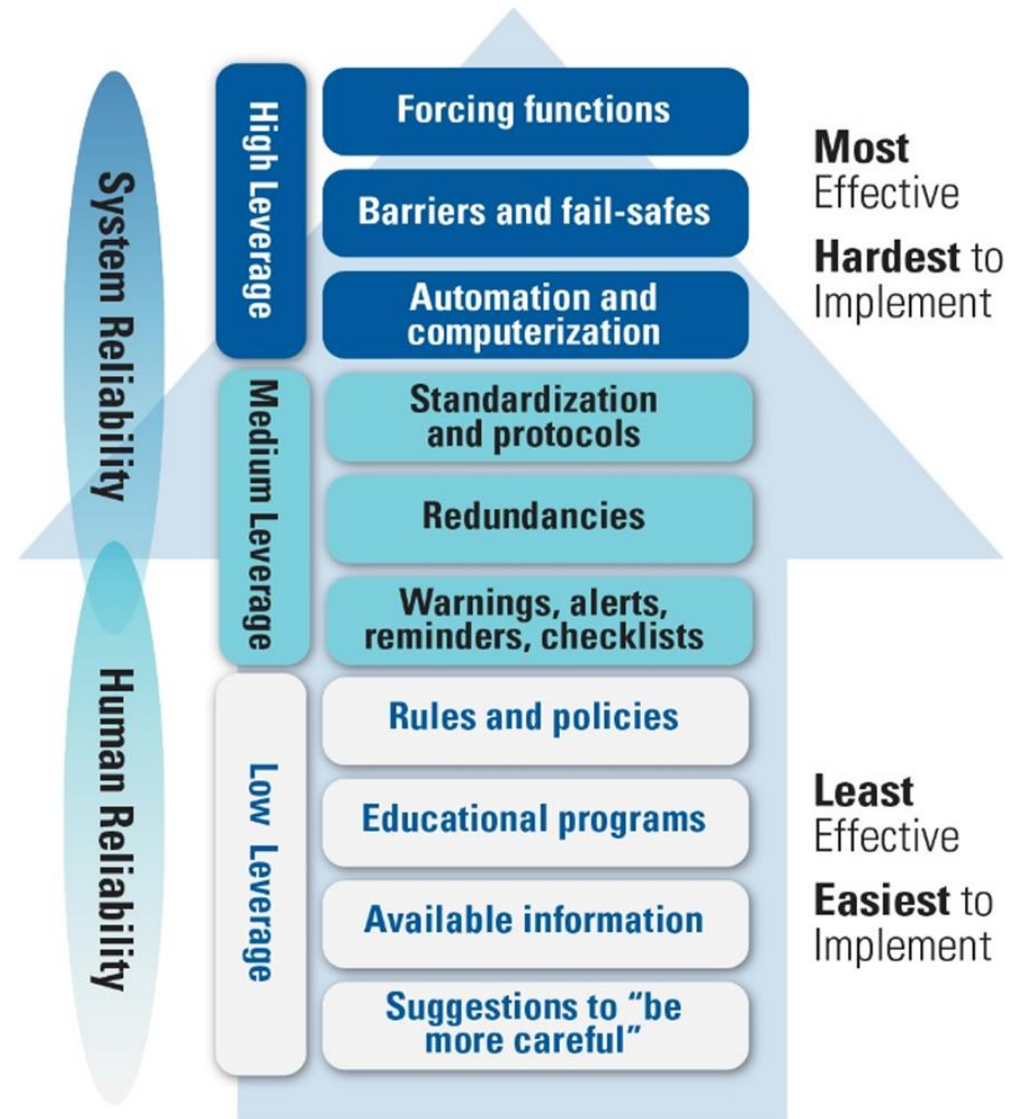 System Reliability
Human Reliability
High Leverage
Forcing functions
Barriers and fail-safes
Automation and
computerization
Medium Leverage
Standardization
and protocols
Redundancies
Warnings, alerts,
reminders, checklists
Low Leverage
Rules and policies
Educational programs
Available information
Suggestions to “be
more careful”
Most
Effective
Hardest to
Implement
Least
Effective
Easiest to
Implement